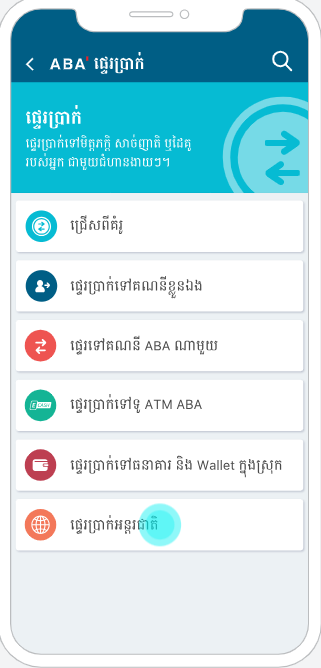 ABA' ផ្ទេរប្រាក់
ផ្ទេរប្រាក់
ផ្ទេរប្រាក់ទៅមិត្តភក្តិ សាច់ញាតិ ឬដៃគូ
របស់អ្នក ជាមួយជំហានងាយៗ។
ជ្រើសពីគំរូ
ផ្ទេរប្រាក់ទៅគណនីខ្លួនឯង
ផ្ទេរទៅគណនី ABA ណាមួយ
ផ្ទេរប្រាក់ទៅទូ ATM ABA
ផ្ទេរប្រាក់ទៅធនាគារ និង Wallet ក្នុងស្រុក
ផ្ទេរប្រាក់អន្តរជាតិ